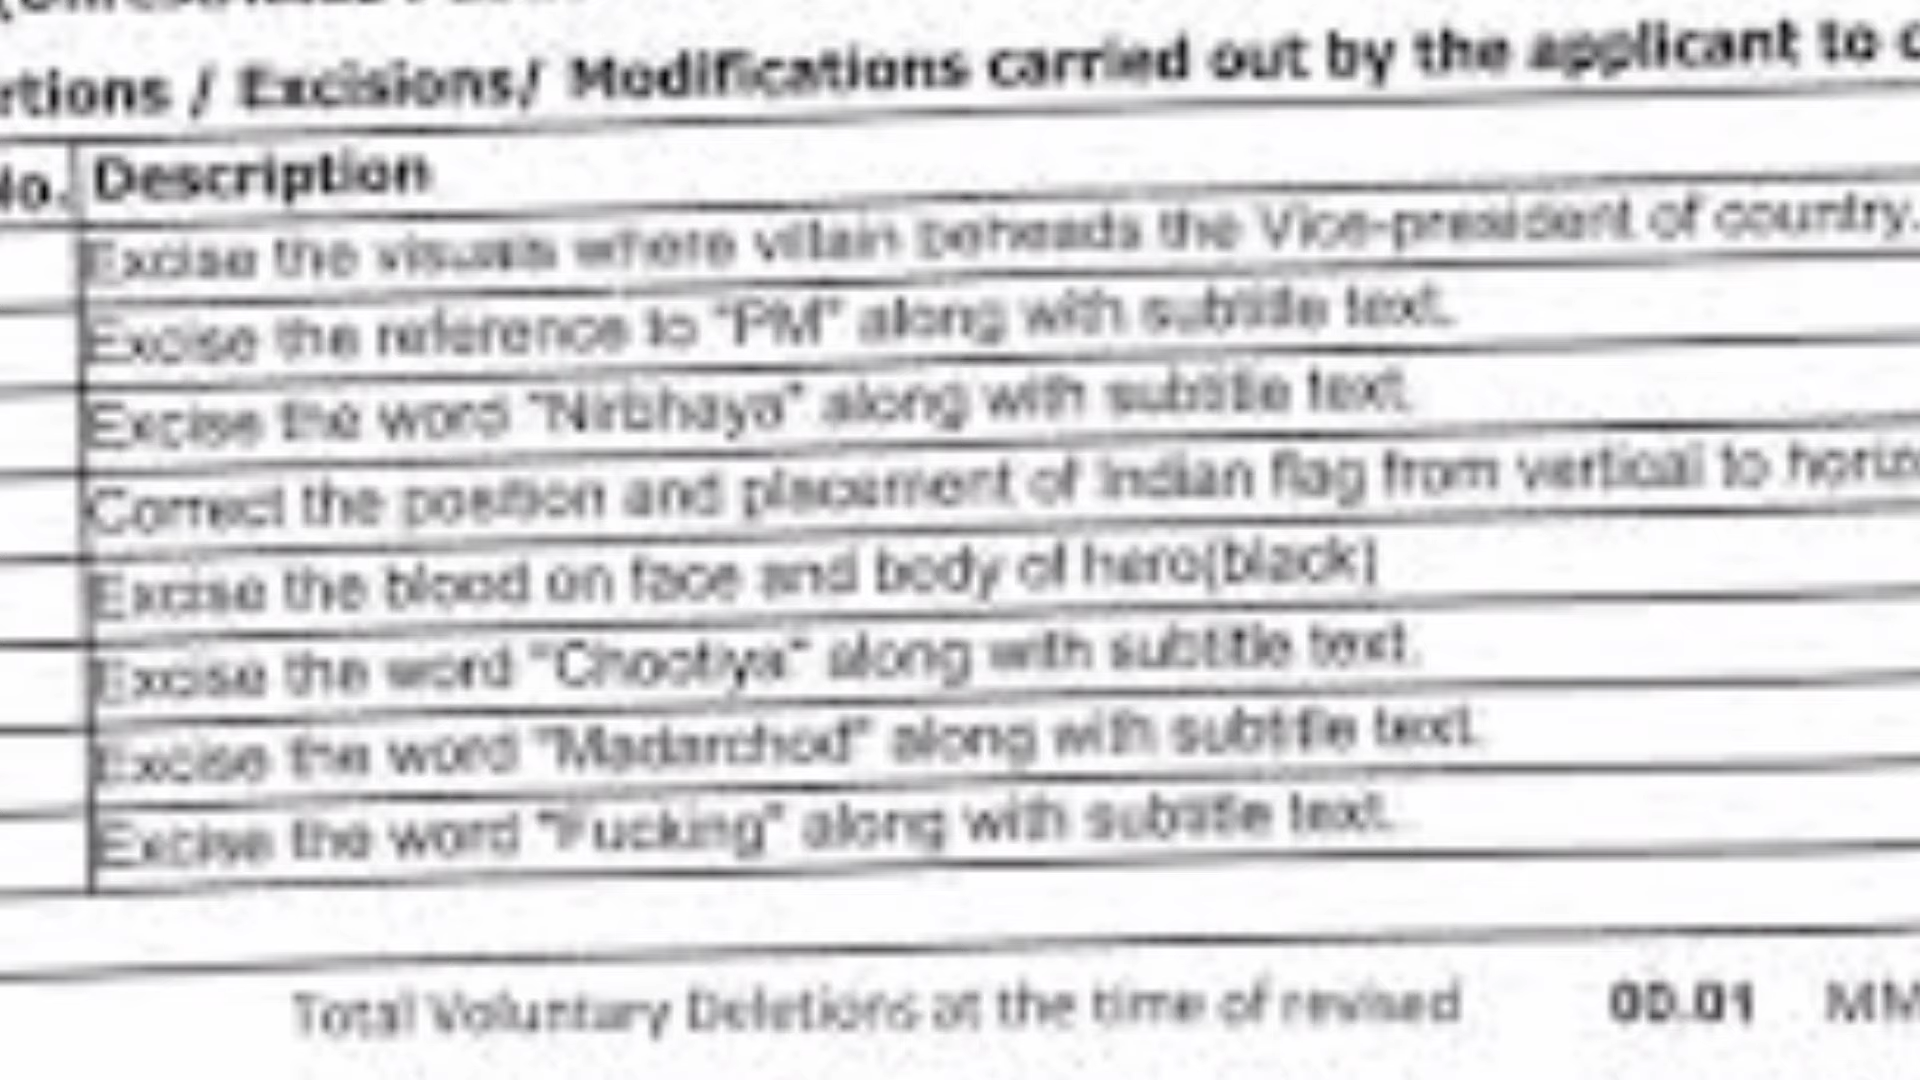 rtions / Excisions/ Modifications carried out by the applicant to
No. Description
Excise the visuals where villain beheads the Vice-president of country.
Excise the reference to "PM" along with subtitle text.
Excise the word "Nirbhaya" along with subtitle text.
Correct the position and placement of Indian flag from vertical to horiz
Excise the blood on face and body of hero(black)
Excise the word "Chootiya" along with subtitle text.
Excise the word "Madarchod" along with subtitle text.
Excise the word "Fucking" along with subtitle text.
Total Voluntary Deletions at the time of revised 00.01 MM